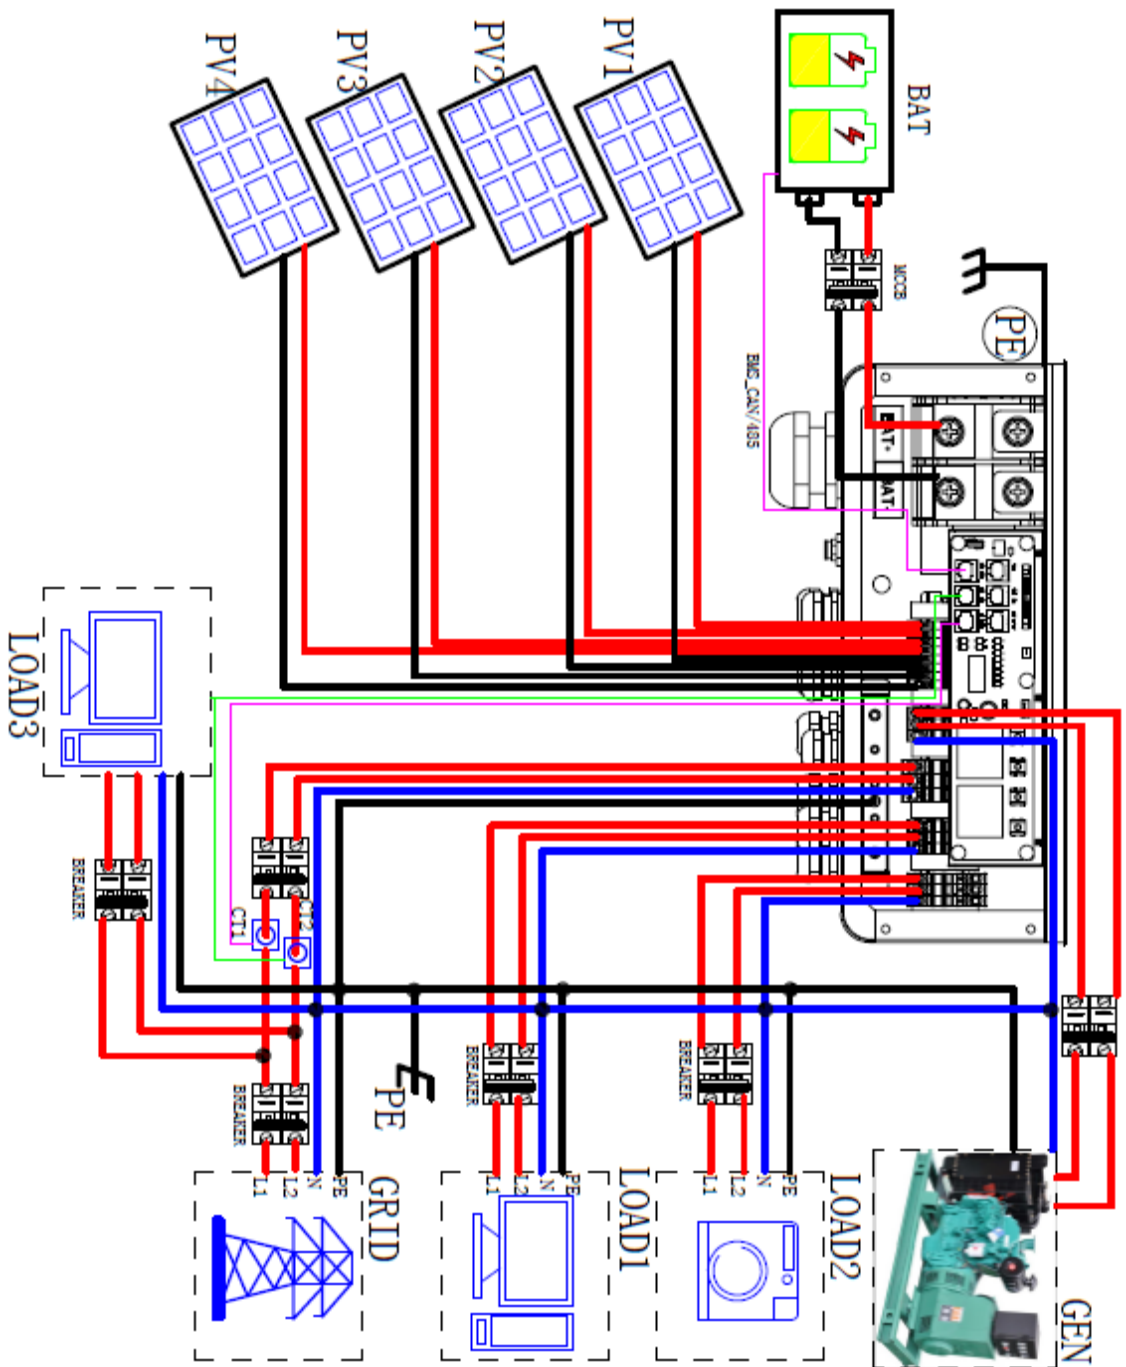 BAT
PV1
PV2
PV3
PV4
MCCB
PE
BMS_CAN/485
BAT+
BAT-
LOAD3
BREAKER
CT1
CT2
BREAKER
PE
BREAKER
BREAKER
L1
L2
N
PE
GRID
L1
L2
N
PE
LOAD1
L1
L2
N
PE
LOAD2
GEN